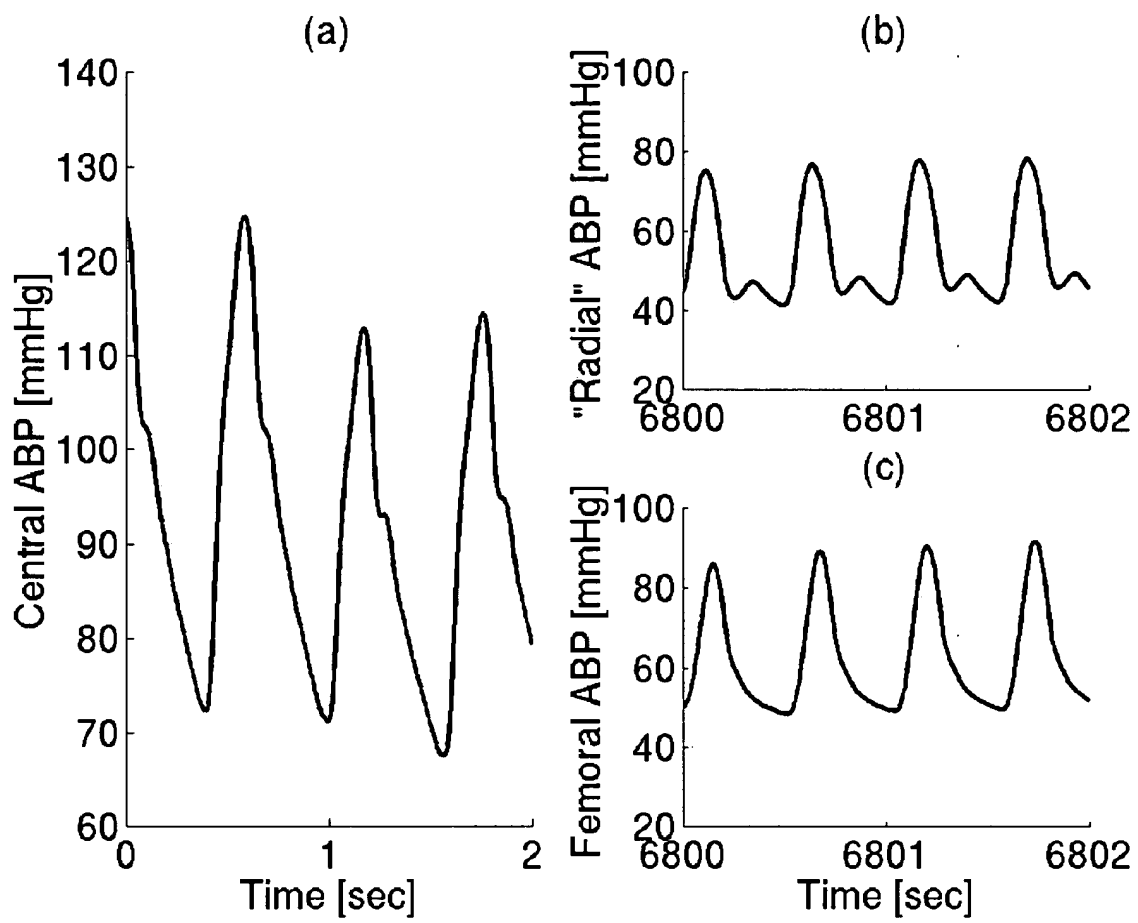 (a)
Central ABP [mmHg]
140
130
120
110
100
90
80
70
60
0 1 2
Time [sec]
(b)
"Radial" ABP [mmHg]
100
80
60
40
20
6800 6801 6802
(c)
Femoral ABP [mmHg]
100
80
60
40
20
6800 6801 6802
Time [sec]